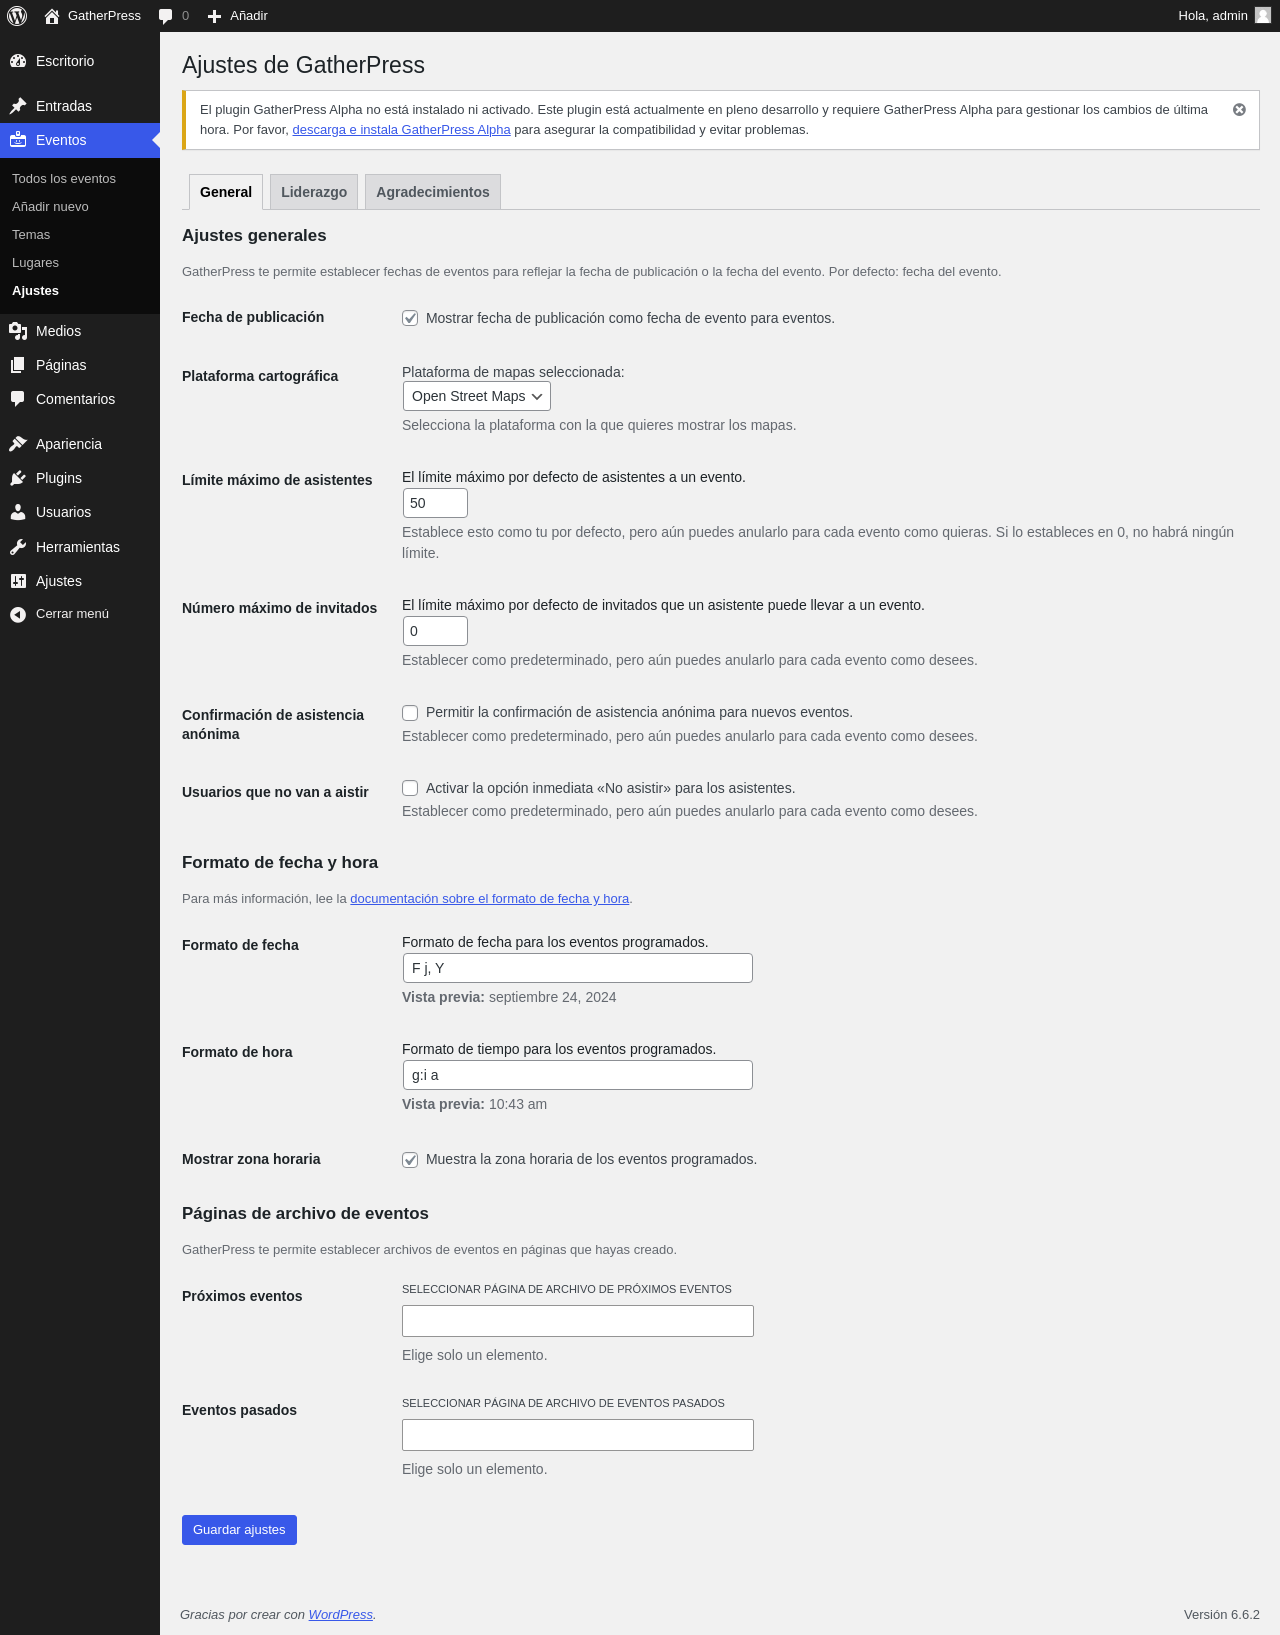 GatherPress
0
Añadir
Hola, admin
Escritorio
Entradas
Eventos
Todos los eventos
Añadir nuevo
Temas
Lugares
Ajustes
Medios
Páginas
Comentarios
Apariencia
Plugins
Usuarios
Herramientas
Ajustes
Cerrar menú
Ajustes de GatherPress
El plugin GatherPress Alpha no está instalado ni activado. Este plugin está actualmente en pleno desarrollo y requiere GatherPress Alpha para gestionar los cambios de última
hora. Por favor, descarga e instala GatherPress Alpha para asegurar la compatibilidad y evitar problemas.
General
Liderazgo
Agradecimientos
Ajustes generales
GatherPress te permite establecer fechas de eventos para reflejar la fecha de publicación o la fecha del evento. Por defecto: fecha del evento.
Fecha de publicación
Mostrar fecha de publicación como fecha de evento para eventos.
Plataforma cartográfica
Plataforma de mapas seleccionada:
Open Street Maps
Selecciona la plataforma con la que quieres mostrar los mapas.
Límite máximo de asistentes
El límite máximo por defecto de asistentes a un evento.
50
Establece esto como tu por defecto, pero aún puedes anularlo para cada evento como quieras. Si lo estableces en 0, no habrá ningún
límite.
Número máximo de invitados
El límite máximo por defecto de invitados que un asistente puede llevar a un evento.
0
Establecer como predeterminado, pero aún puedes anularlo para cada evento como desees.
Confirmación de asistencia
anónima
Permitir la confirmación de asistencia anónima para nuevos eventos.
Establecer como predeterminado, pero aún puedes anularlo para cada evento como desees.
Usuarios que no van a aistir
Activar la opción inmediata «No asistir» para los asistentes.
Establecer como predeterminado, pero aún puedes anularlo para cada evento como desees.
Formato de fecha y hora
Para más información, lee la documentación sobre el formato de fecha y hora.
Formato de fecha
Formato de fecha para los eventos programados.
F j, Y
Vista previa: septiembre 24, 2024
Formato de hora
Formato de tiempo para los eventos programados.
g:i a
Vista previa: 10:43 am
Mostrar zona horaria
Muestra la zona horaria de los eventos programados.
Páginas de archivo de eventos
GatherPress te permite establecer archivos de eventos en páginas que hayas creado.
Próximos eventos
SELECCIONAR PÁGINA DE ARCHIVO DE PRÓXIMOS EVENTOS
Elige solo un elemento.
Eventos pasados
SELECCIONAR PÁGINA DE ARCHIVO DE EVENTOS PASADOS
Elige solo un elemento.
Guardar ajustes
Gracias por crear con WordPress.
Versión 6.6.2